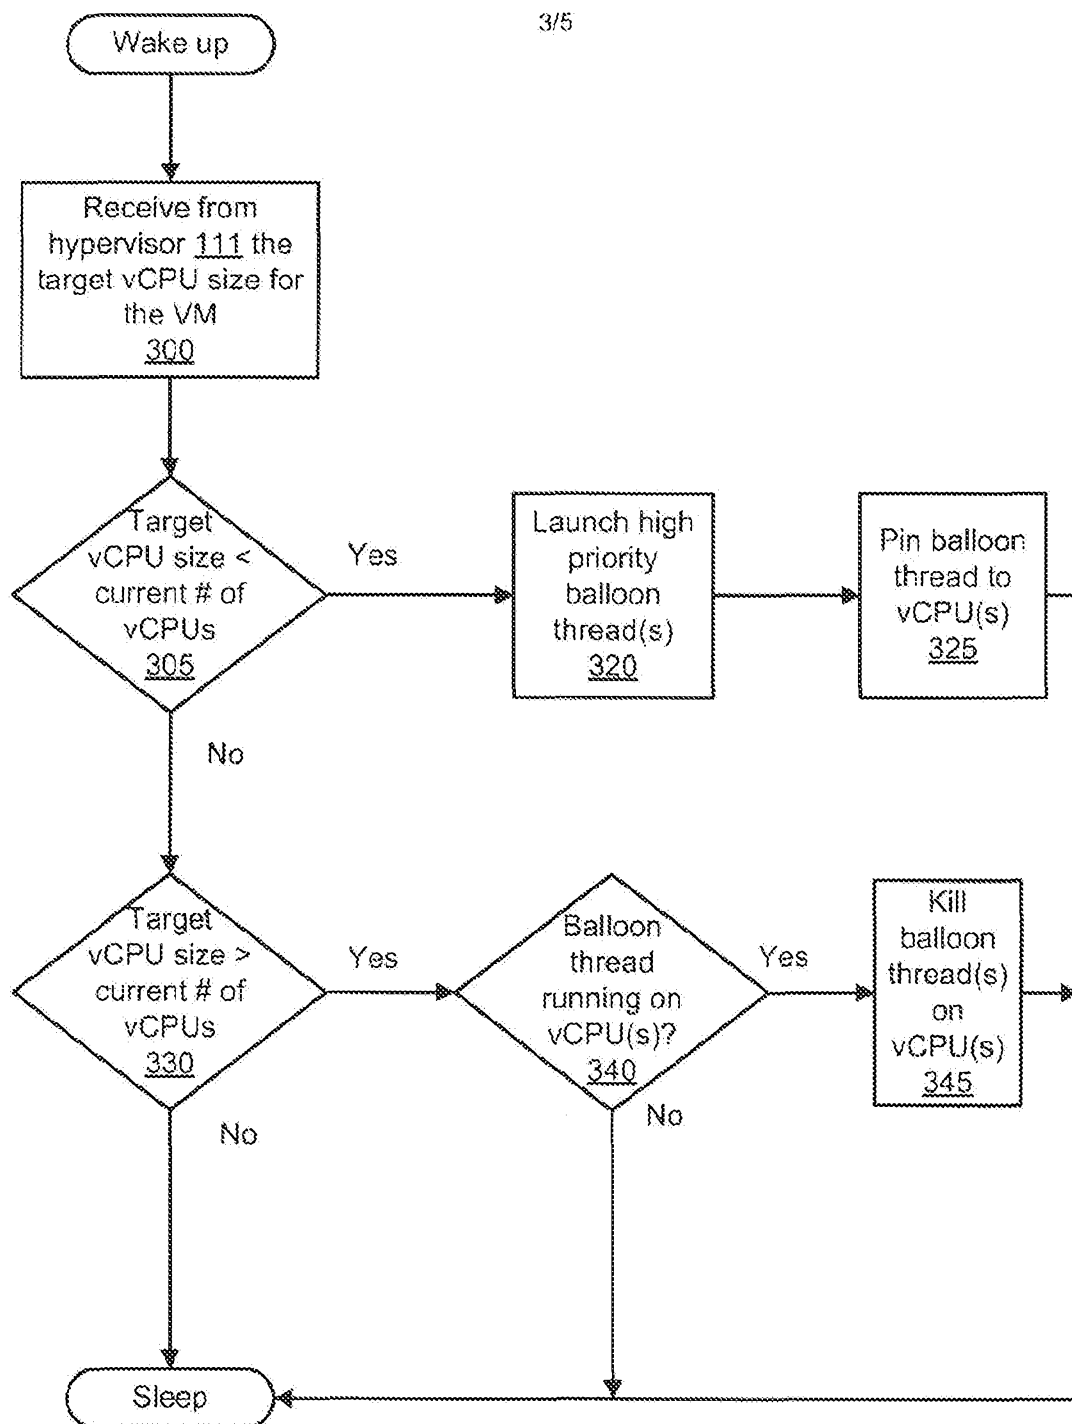 3/5
Wake up
Receive from
hypervisor 111 the
target vCPU size for
the VM
300
Target
vCPU size <
current # of
vCPUs
305
Yes
Launch high
priority
balloon
thread(s)
320
Pin balloon
thread to
vCPU(s)
325
No
Target
vCPU size >
current # of
vCPUs
330
Yes
Balloon
thread
running on
vCPU(s)?
340
Yes
Kill
balloon
thread(s)
on
vCPU(s)
345
No
No
Sleep